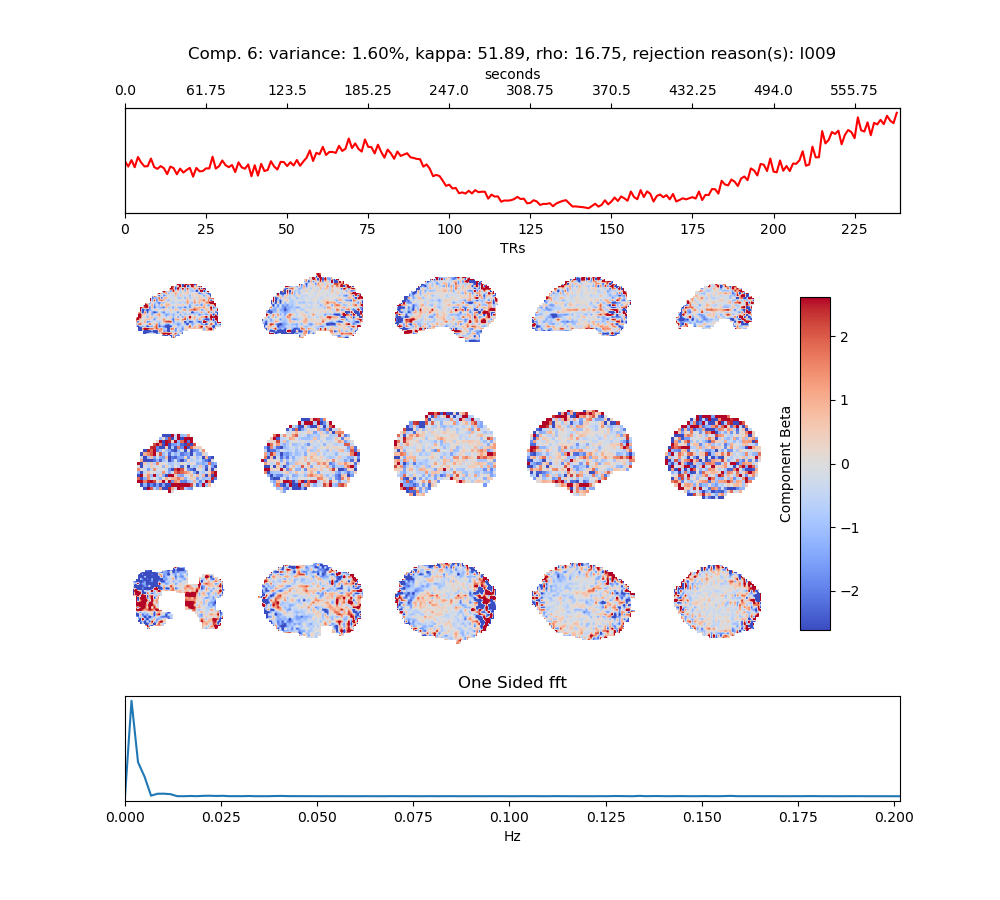 Comp. 6: variance: 1.60%, kappa: 51.89, rho: 16.75, rejection reason(s): I009
seconds
0.0 61.75 123.5 185.25 247.0 308.75 370.5 432.25 494.0 555.75
0 25 50 75 100 125 150 175 200 225
TRs
2
1
0
−1
−2
Component Beta
One Sided fft
0.000 0.025 0.050 0.075 0.100 0.125 0.150 0.175 0.200
Hz